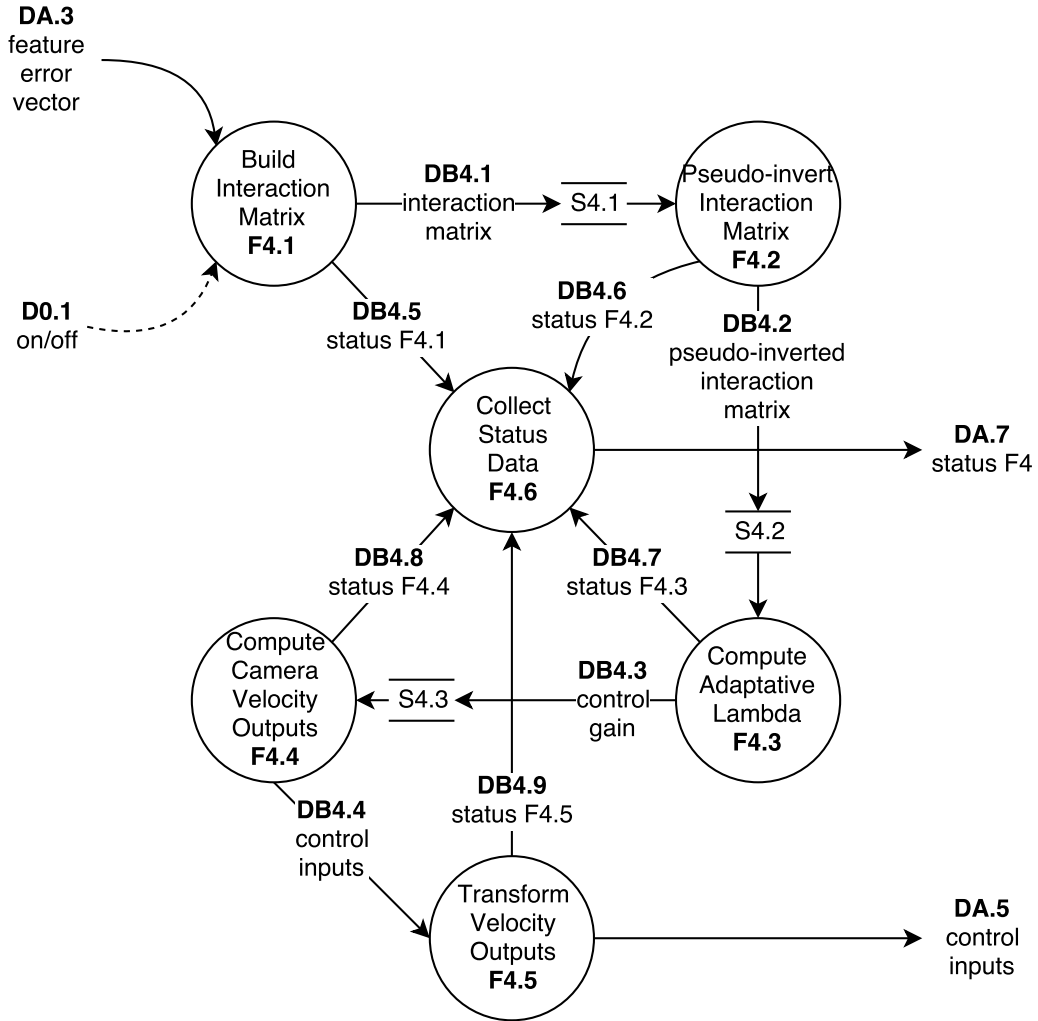 DA.3
feature
error
vector
Build
Interaction
Matrix
F4.1
DB4.1
interaction
matrix
S4.1
Pseudo-invert
Interaction
Matrix
F4.2
D0.1
on/off
DB4.5
status F4.1
DB4.6
status F4.2
DB4.2
pseudo-inverted
interaction
matrix
Collect
Status
Data
F4.6
DA.7
status F4
S4.2
DB4.8
status F4.4
DB4.7
status F4.3
Compute
Camera
Velocity
Outputs
F4.4
S4.3
DB4.3
control
gain
Compute
Adaptative
Lambda
F4.3
DB4.4
control
inputs
DB4.9
status F4.5
Transform
Velocity
Outputs
F4.5
DA.5
control
inputs